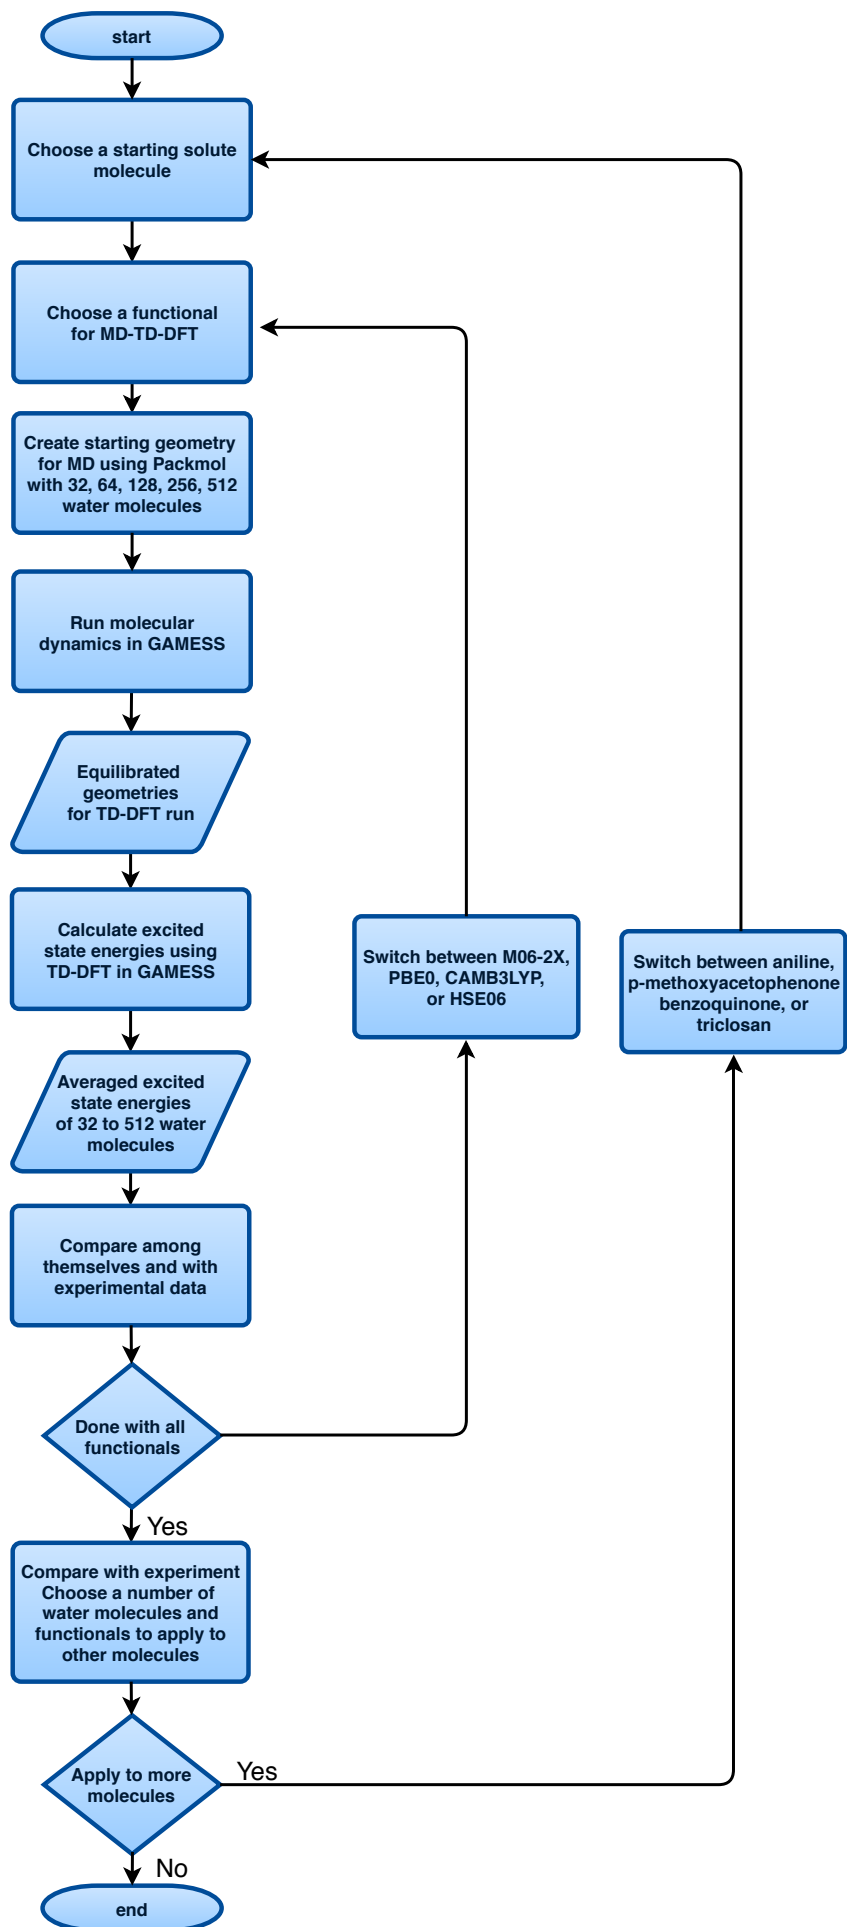 start
Choose a starting solute
molecule
Choose a functional
for MD-TD-DFT
Create starting geometry
for MD using Packmol
with 32, 64, 128, 256, 512
water molecules
Run molecular
dynamics in GAMESS
Equilibrated
geometries
for TD-DFT run
Calculate excited
state energies using
TD-DFT in GAMESS
Switch between M06-2X,
PBE0, CAMB3LYP,
or HSE06
Switch between aniline,
p-methoxyacetophenone
benzoquinone, or
triclosan
Averaged excited
state energies
of 32 to 512 water
molecules
Compare among
themselves and with
experimental data
Done with all
functionals
Yes
Compare with experiment
Choose a number of
water molecules and
functionals to apply to
other molecules
Apply to more
molecules
Yes
No
end